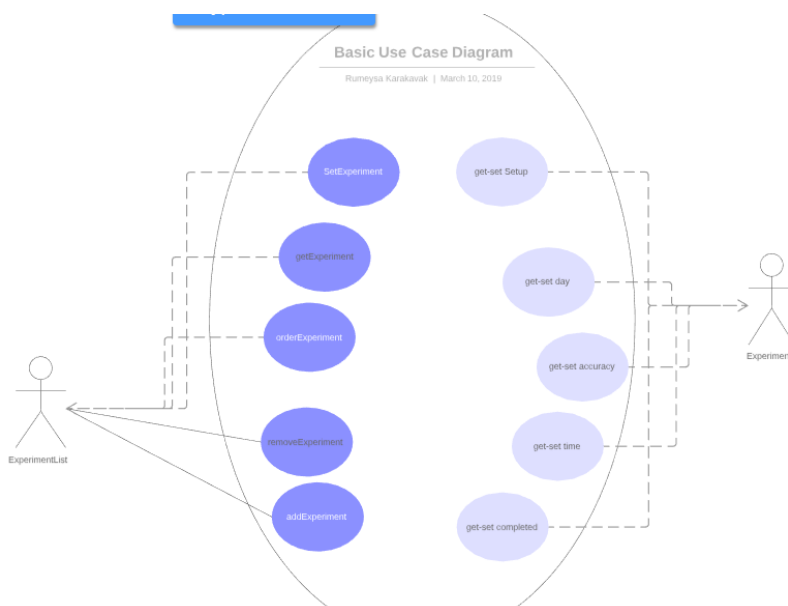 Basic Use Case Diagram
Rumeysa Karakavak | March 10, 2019
SetExperiment
get-set Setup
getExperiment
get-set day
orderExperiment
Experiment
get-set accuracy
removeExperiment
get-set time
ExperimentList
addExperiment
get-set completed